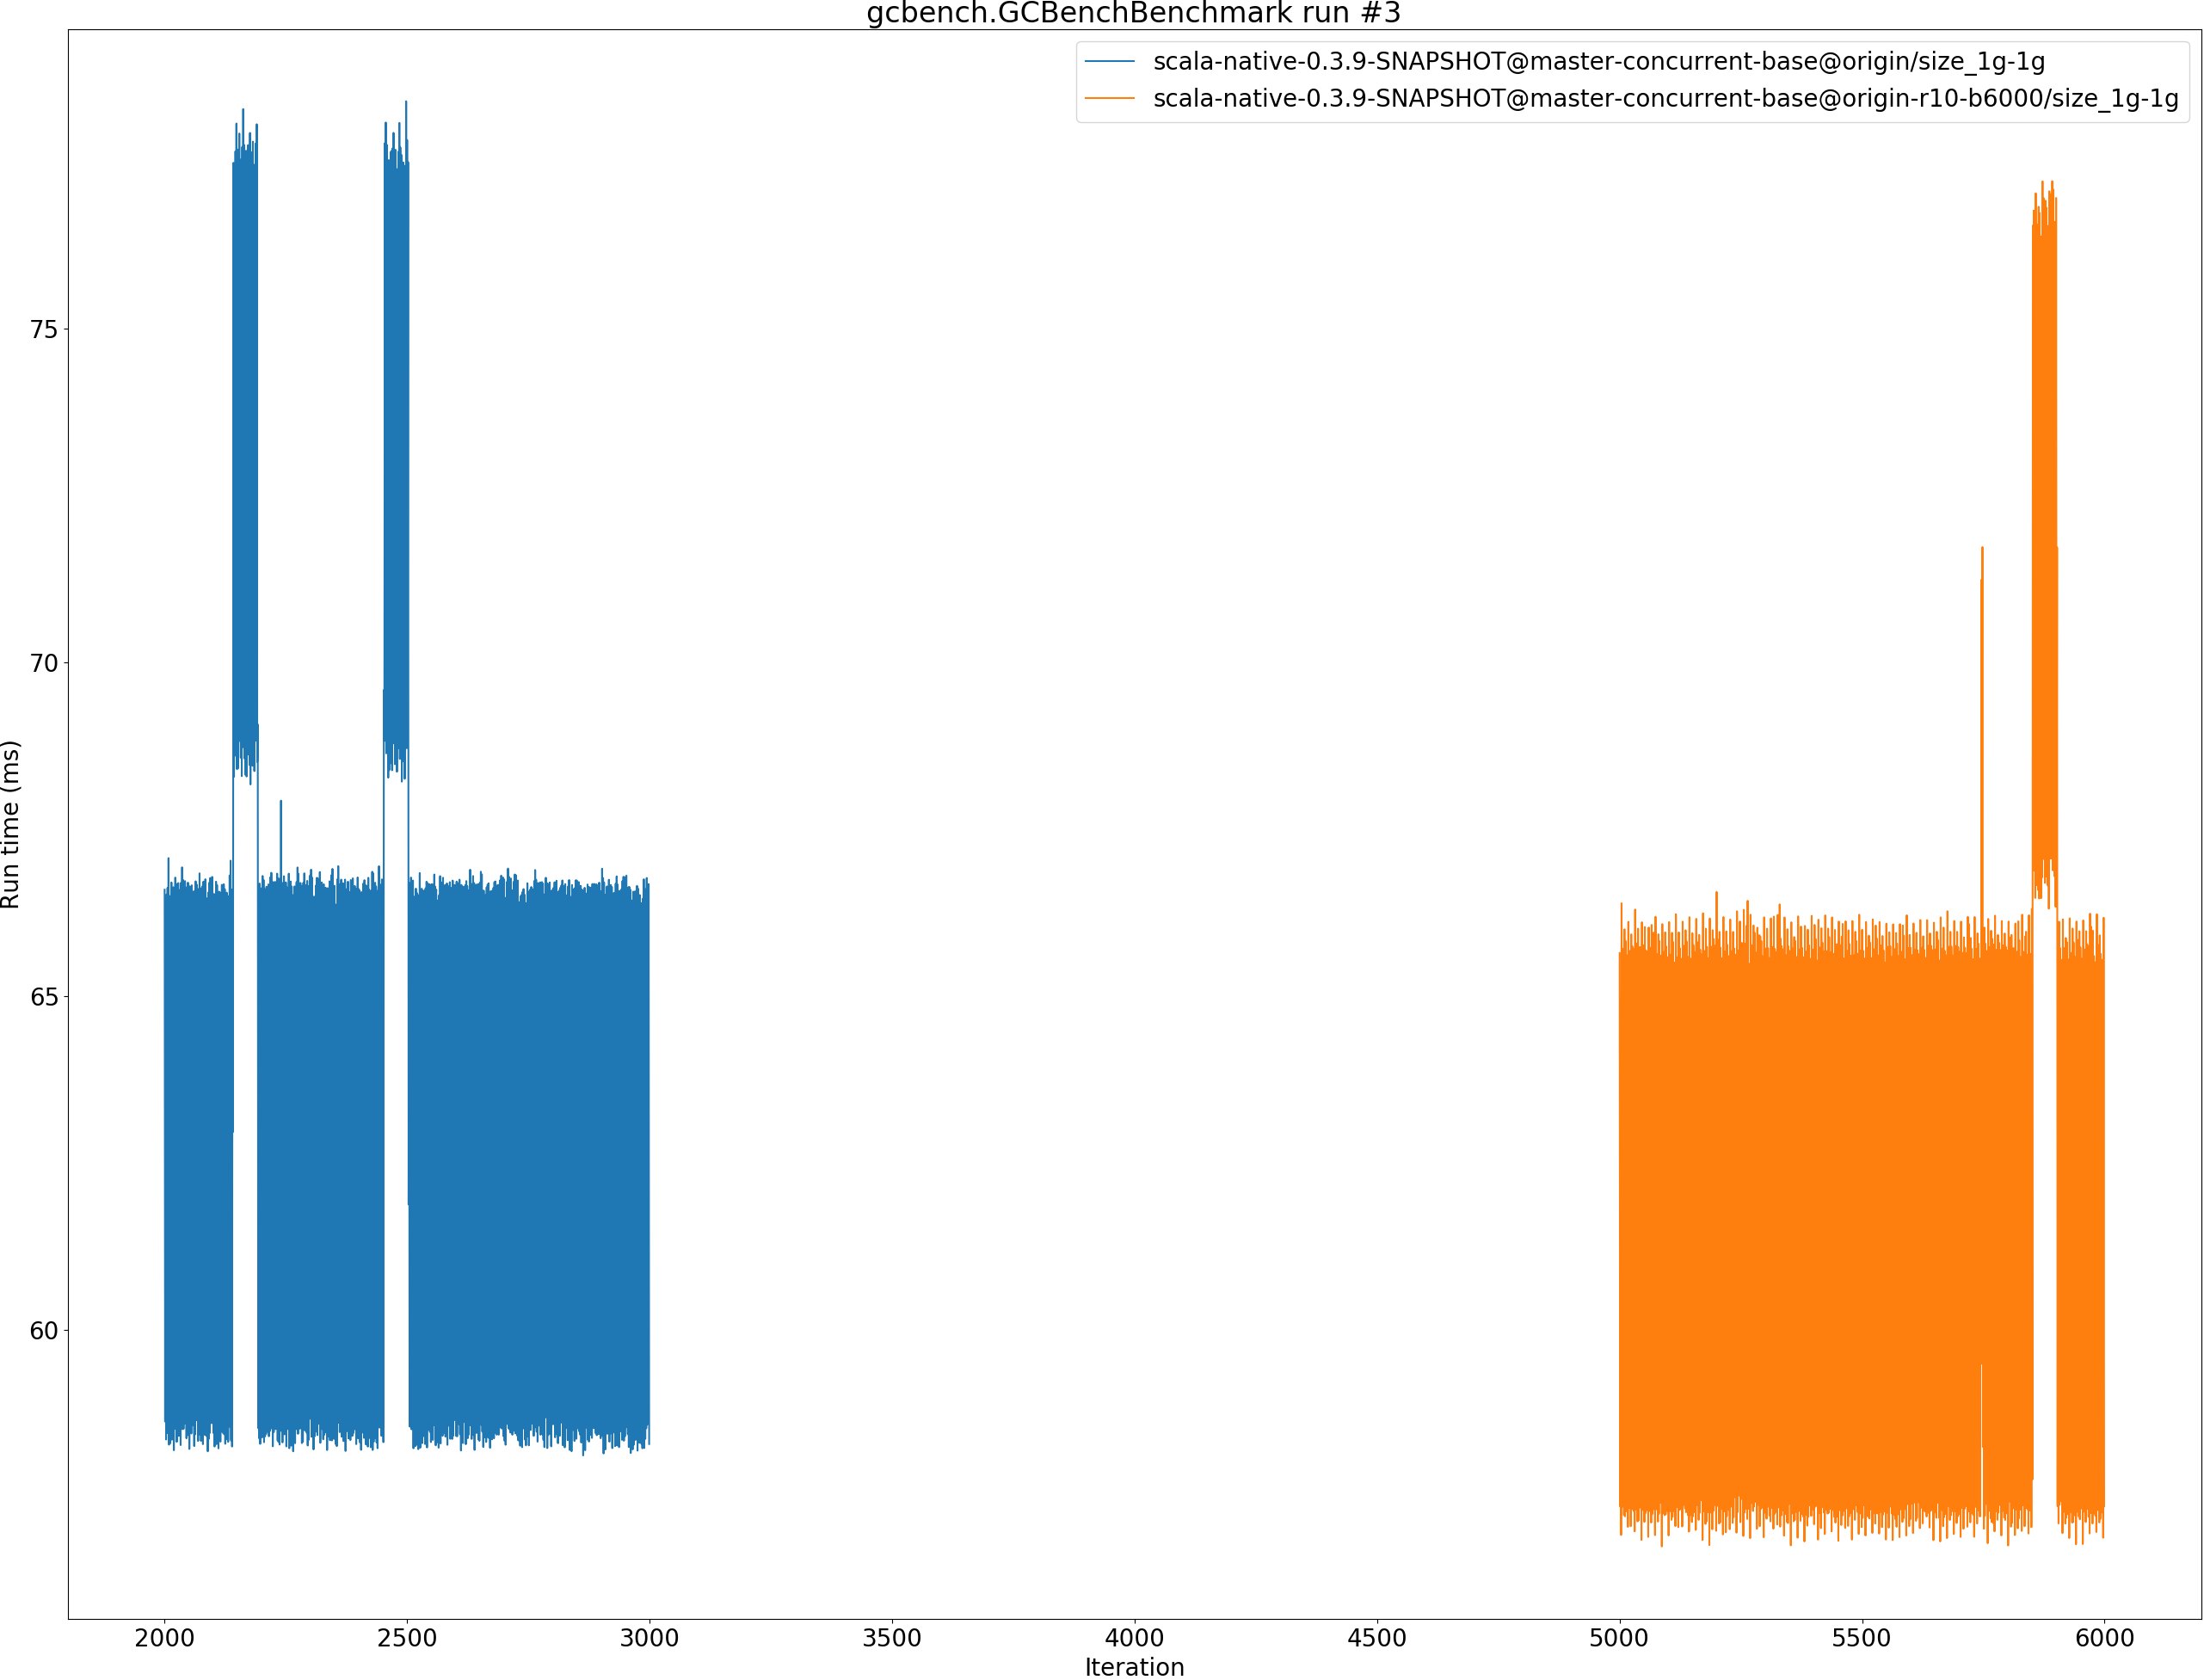 gcbench.GCBenchBenchmark run #3
scala-native-0.3.9-SNAPSHOT@master-concurrent-base@origin/size_1g-1g
scala-native-0.3.9-SNAPSHOT@master-concurrent-base@origin-r10-b6000/size_1g-1g
75
70
65
60
Run time (ms)
2000 2500 3000 3500 4000 4500 5000 5500 6000
Iteration